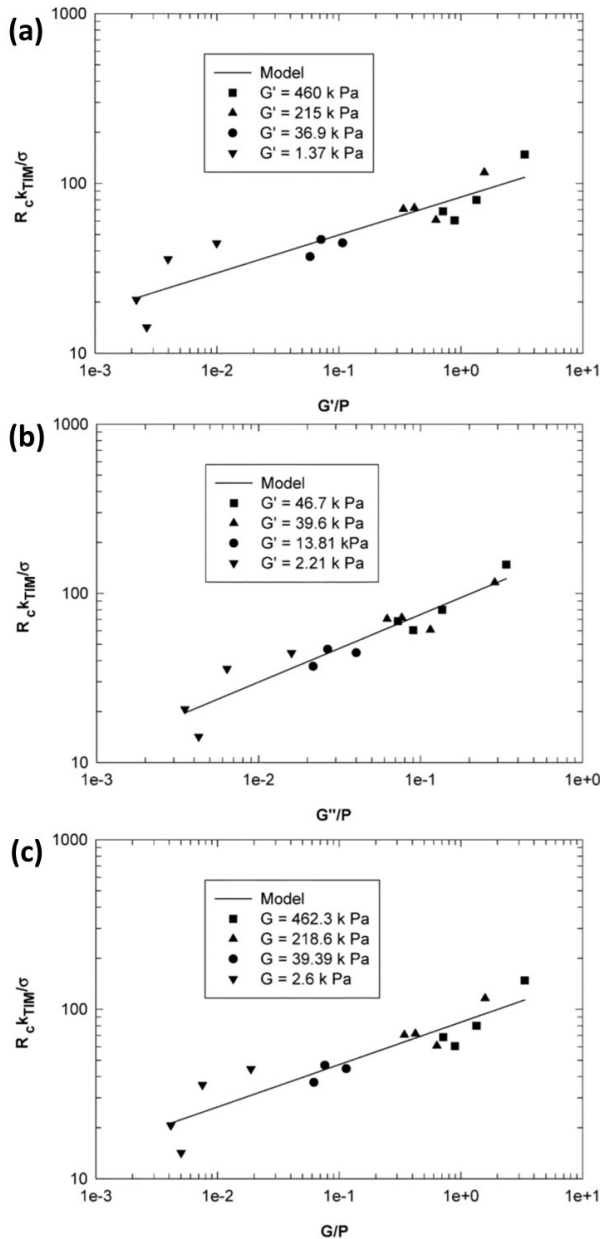 (a)
1000
100
10
R c k TIM/σ
Model
G' = 460 k Pa
G' = 215 k Pa
G' = 36.9 k Pa
G' = 1.37 k Pa
1e-3 1e-2 1e-1 1e+0 1e+1
G'/P
(b)
1000
100
10
R c k TIM/σ
Model
G' = 46.7 k Pa
G' = 39.6 k Pa
G' = 13.81 kPa
G' = 2.21 k Pa
1e-3 1e-2 1e-1 1e+0
G''/P
(c)
1000
100
10
R c k TIM/σ
Model
G = 462.3 k Pa
G = 218.6 k Pa
G = 39.39 k Pa
G = 2.6 k Pa
1e-3 1e-2 1e-1 1e+0 1e+1
G/P